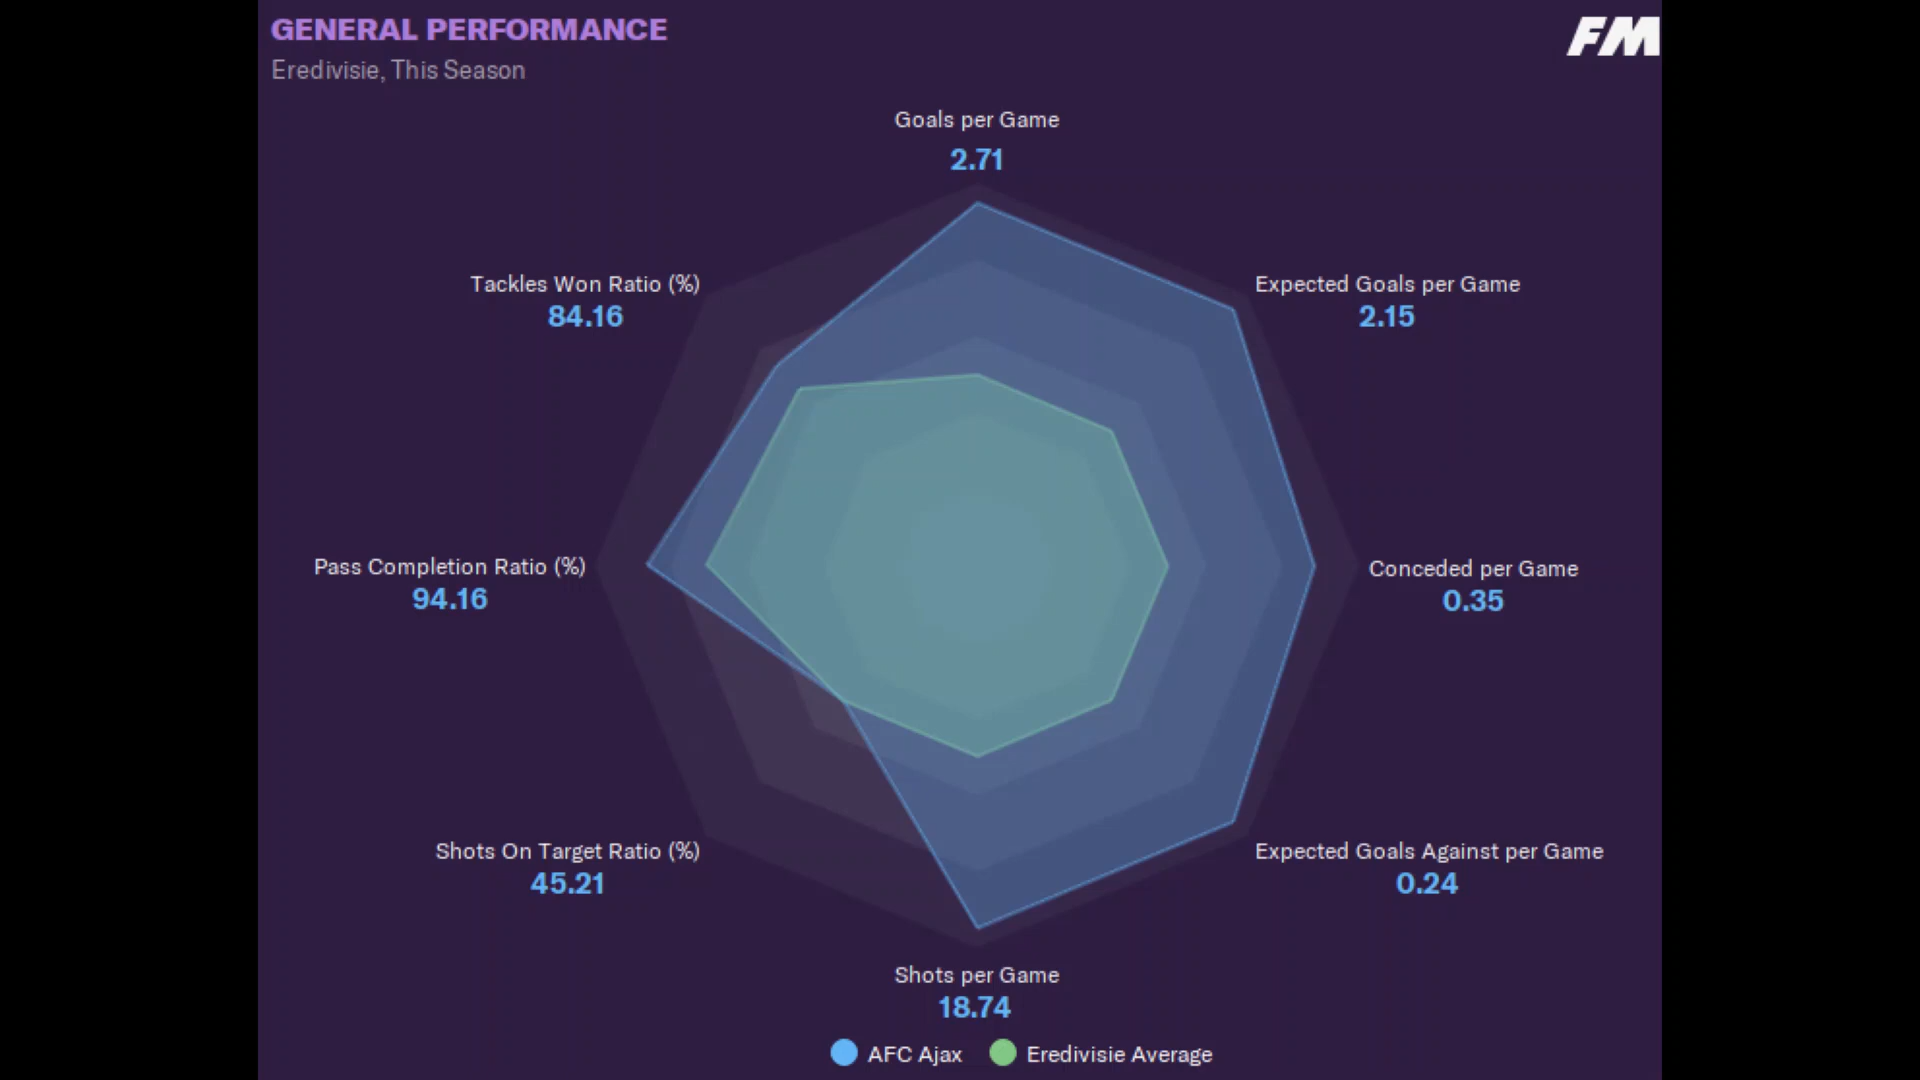 GENERAL PERFORMANCE
FM
Eredivisie, This Season
Goals per Game
2.71
Tackles Won Ratio (%)
84.16
Expected Goals per Game
2.15
Pass Completion Ratio (%)
94.16
Conceded per Game
0.35
Shots On Target Ratio (%)
45.21
Expected Goals Against per Game
0.24
Shots per Game
18.74
AFC Ajax
Eredivisie Average